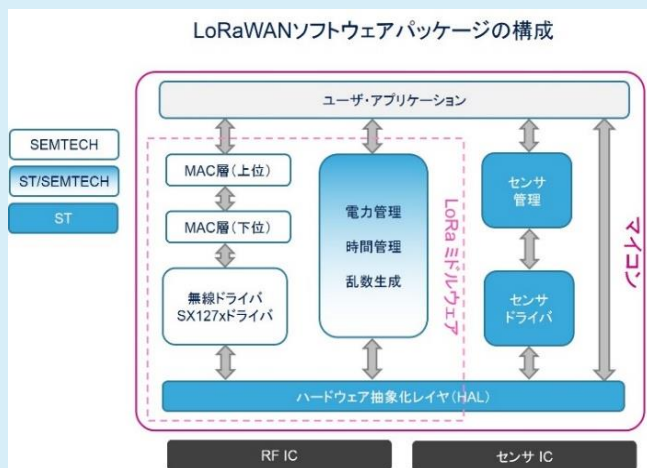 LoRaWANソフトウェアパッケージの構成
SEMTECH
ST/SEMTECH
ST
ユーザ・アプリケーション
MAC層(上位)
MAC層(下位)
無線ドライバ
SX127xドライバ
電力管理
時間管理
乱数生成
LoRa ミドルウェア
センサ
管理
センサ
ドライバ
マイコン
ハードウェア抽象化レイヤ(HAL)
RF IC
センサ IC